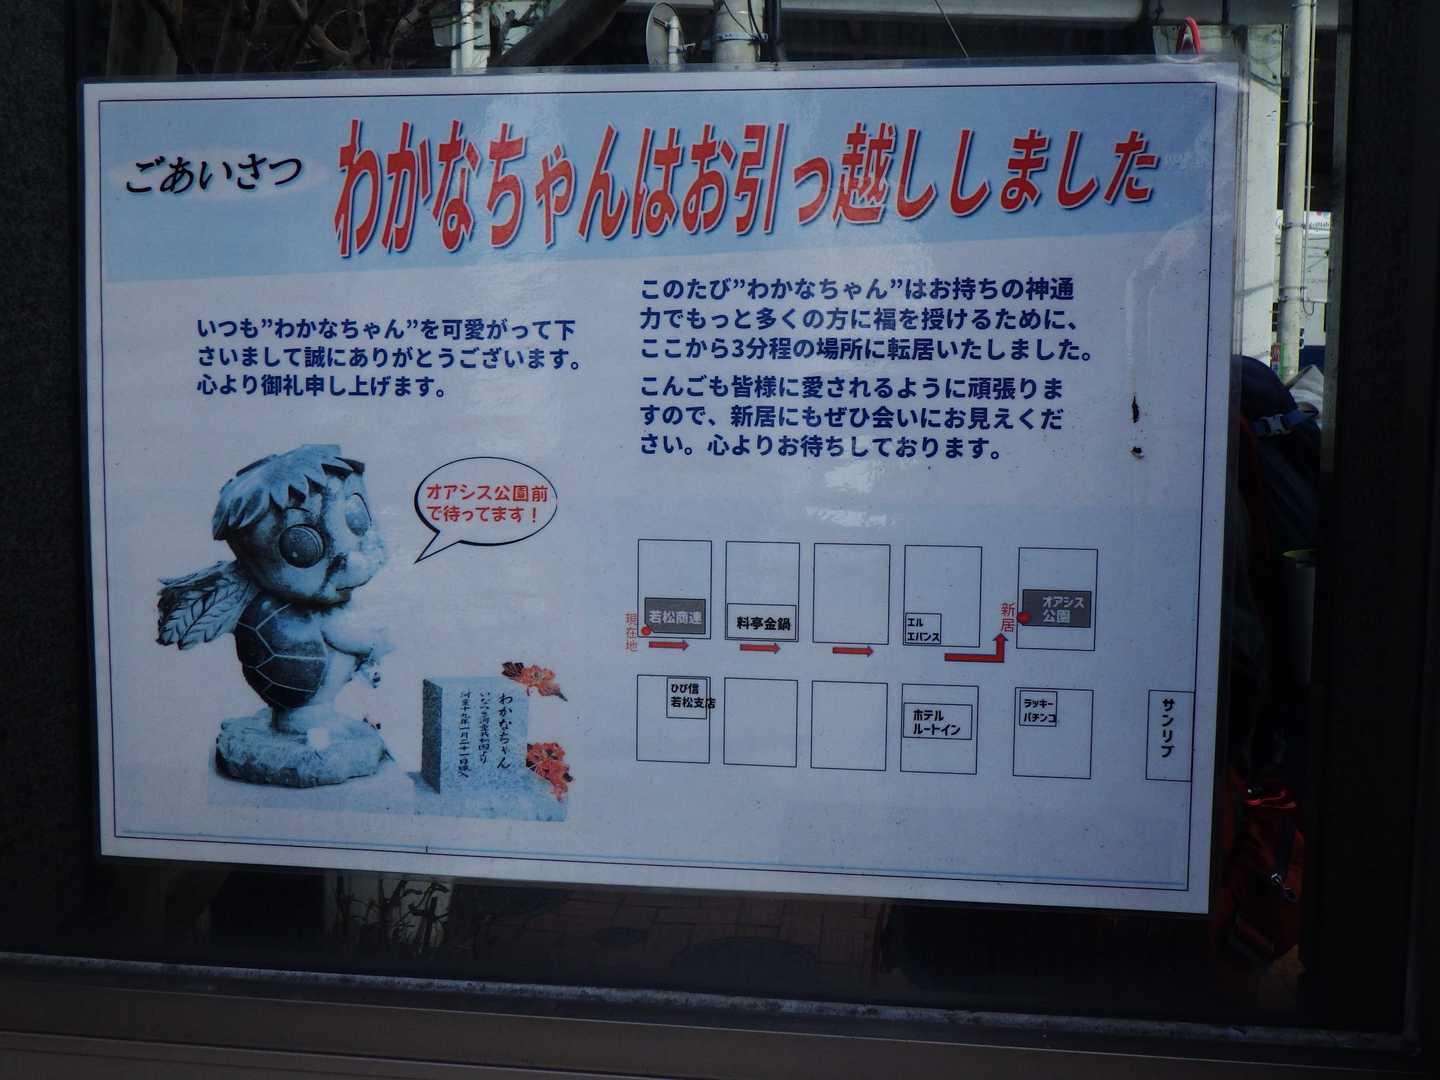 ごあいさつ
わかなちゃんはお引っ越ししました
いつも”わかなちゃん”を可愛がって下
さいまして誠にありがとうございます。
心より御礼申し上げます。
このたび”わかなちゃん”はお持ちの神通
力でもっと多くの方に福を授けるために、
ここから3分程の場所に転居いたしました。
こんごも皆様に愛されるように頑張りま
すので、新居にもぜひ会いにお見えくだ
さい。心よりお待ちしております。
オアシス公園前
で待ってます！
わかなちゃん
現在地
若松商連
料亭金鍋
エル
エバンス
新居
オアシス
公園
ひび信
若松支店
ホテル
ルートイン
ラッキー
パチンコ
サンリブ